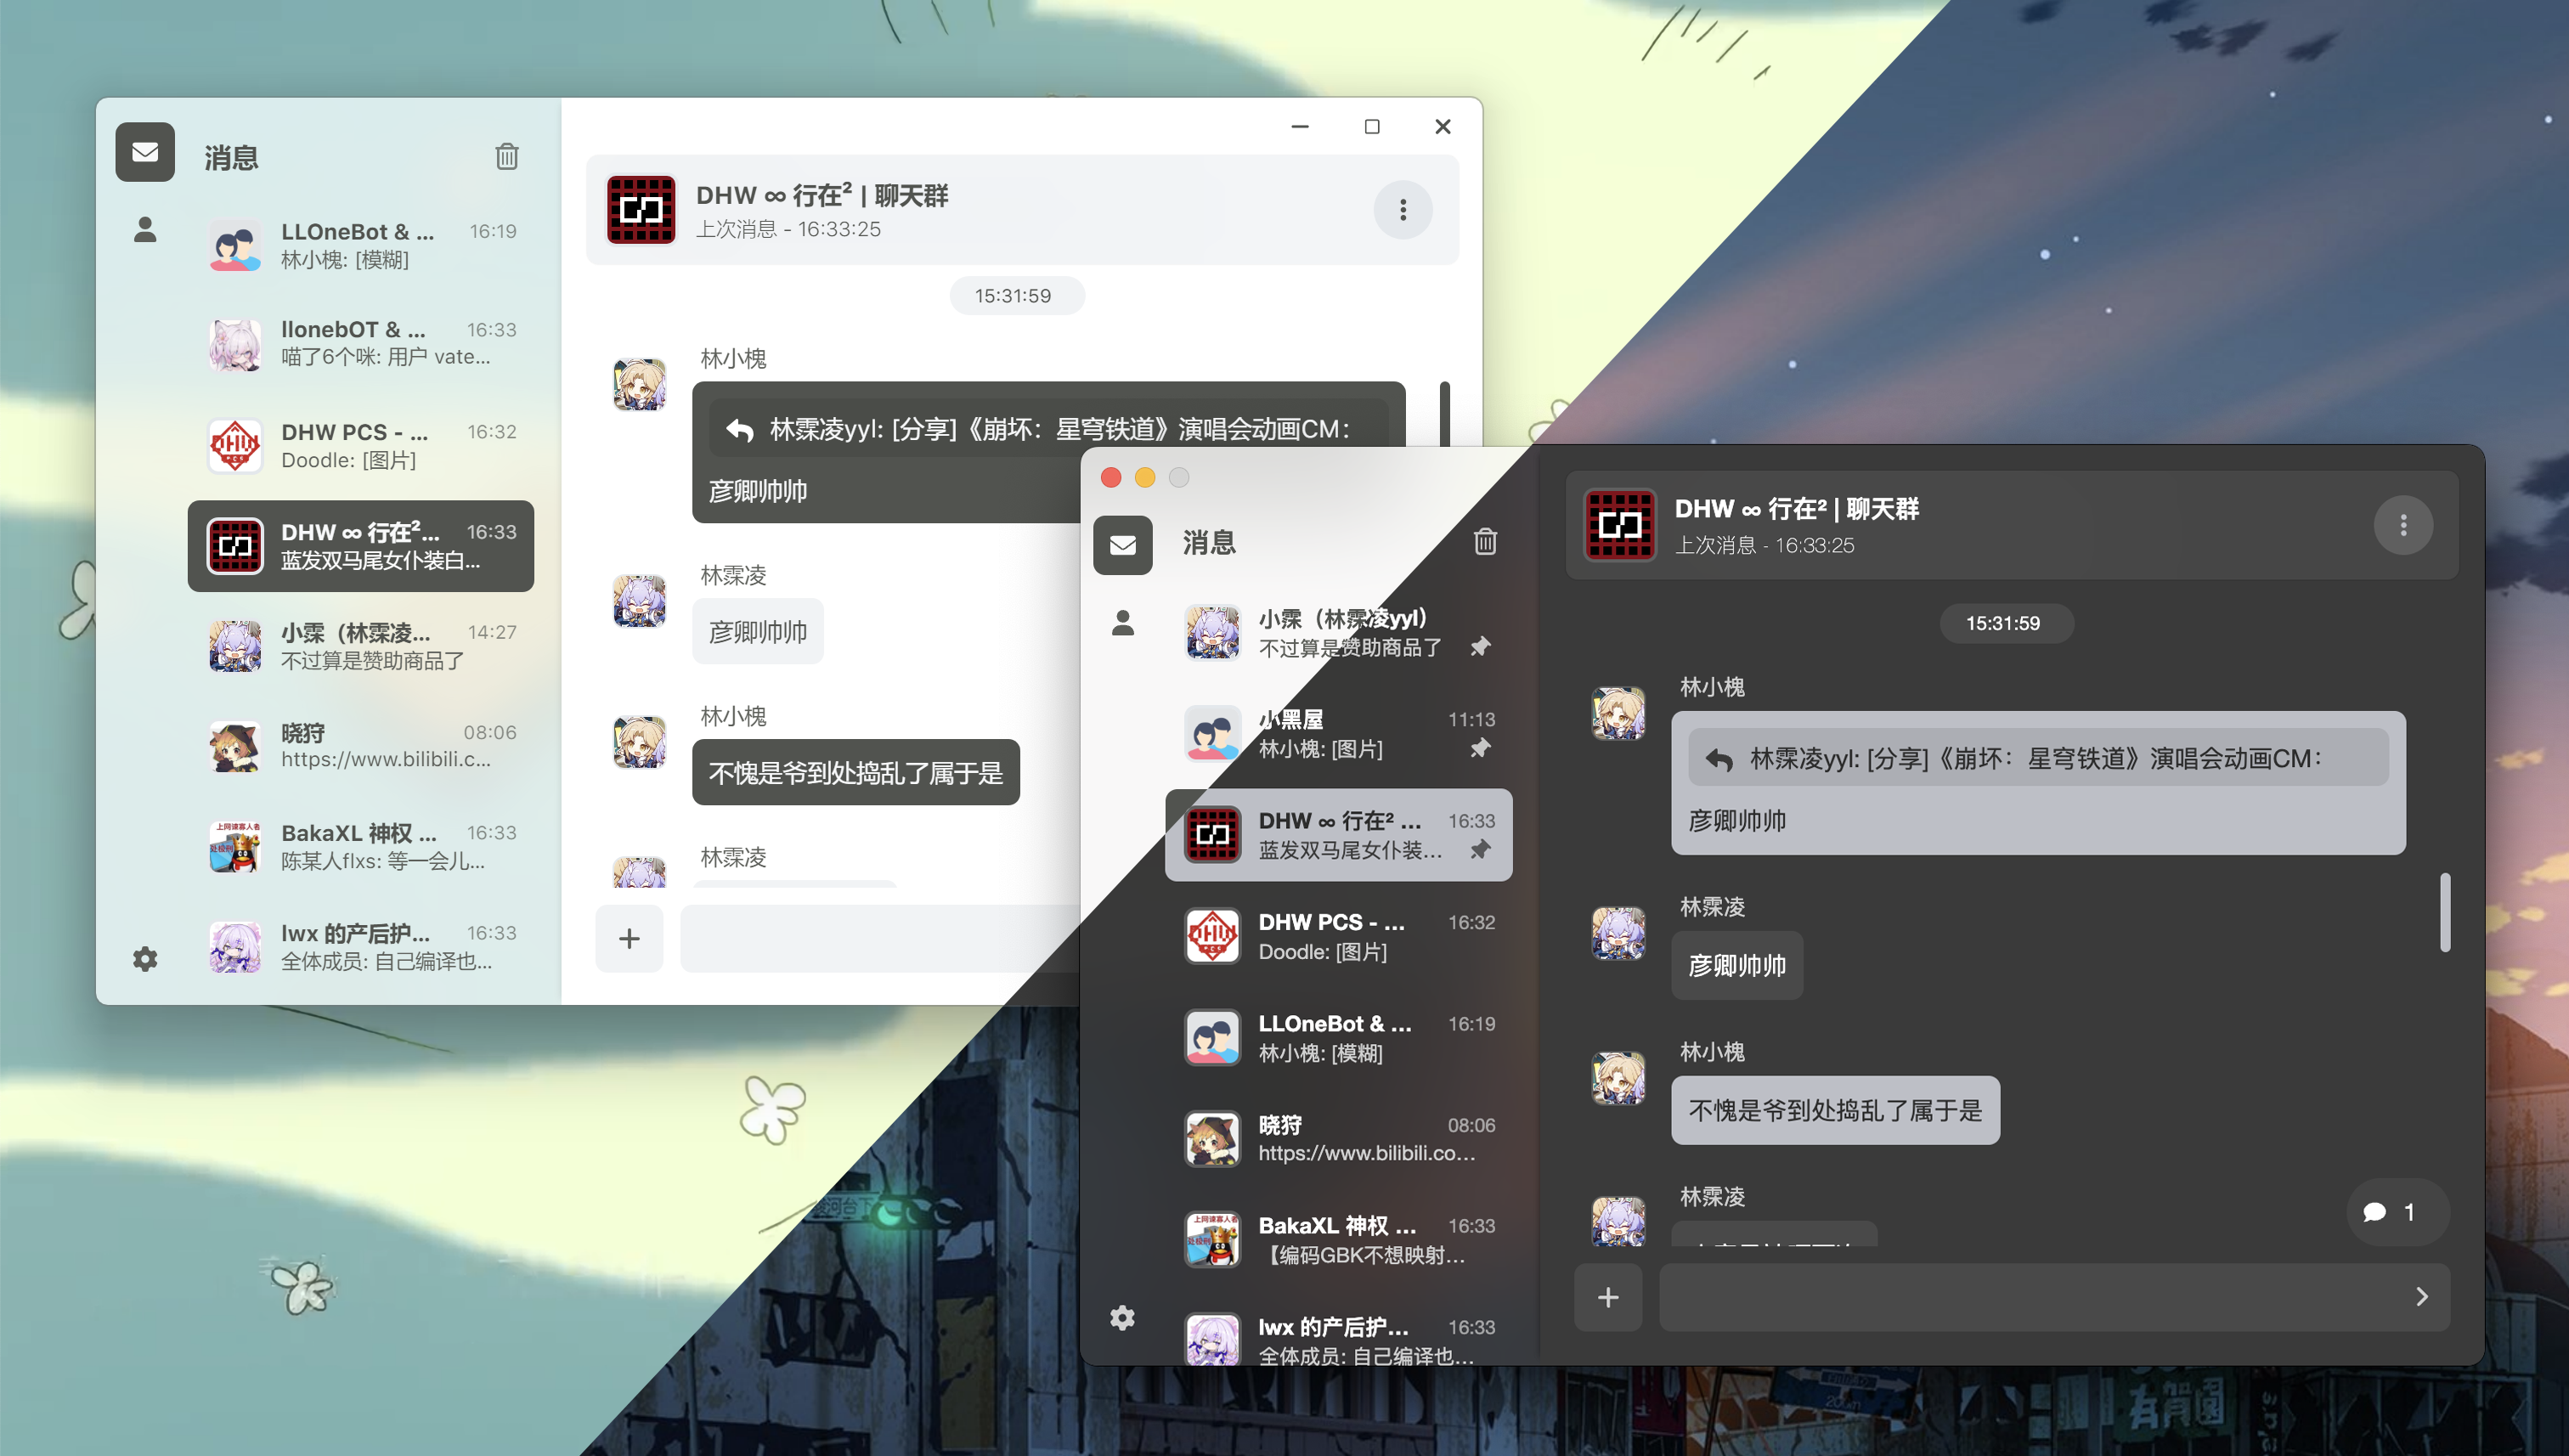 消息
LLOneBot & ... 16:19
林小槐: [模糊]
llonebOT & ... 16:33
喵了6个咪: 用户 vate...
DHW PCS - ... 16:32
Doodle: [图片]
DHW ∞ 行在²... 16:33
蓝发双马尾女仆装白...
小霂（林霂凌... 14:27
不过算是赞助商品了
晓狩 08:06
https://www.bilibili.c...
BakaXL 神权 ... 16:33
陈某人flxs: 等一会儿...
lwx 的产后护... 16:33
全体成员: 自己编译也...
DHW ∞ 行在² | 聊天群
上次消息 - 16:33:25
15:31:59
林小槐
林霂凌yyl: [分享]《崩坏：星穹铁道》演唱会动画CM：
彦卿帅帅
林霂凌
彦卿帅帅
林小槐
不愧是爷到处捣乱了属于是
林霂凌
消息
小霂（林霂凌yyl）
不过算是赞助商品了
小黑屋 11:13
林小槐: [图片]
DHW ∞ 行在² ... 16:33
蓝发双马尾女仆装...
DHW PCS - ... 16:32
Doodle: [图片]
LLOneBot & ... 16:19
林小槐: [模糊]
晓狩 08:06
https://www.bilibili.co...
BakaXL 神权 ... 16:33
【编码GBK不想映射...
lwx 的产后护... 16:33
全体成员: 自己编译也...
DHW ∞ 行在² | 聊天群
上次消息 - 16:33:25
15:31:59
林小槐
林霂凌yyl: [分享]《崩坏：星穹铁道》演唱会动画CM：
彦卿帅帅
林霂凌
彦卿帅帅
林小槐
不愧是爷到处捣乱了属于是
林霂凌
1